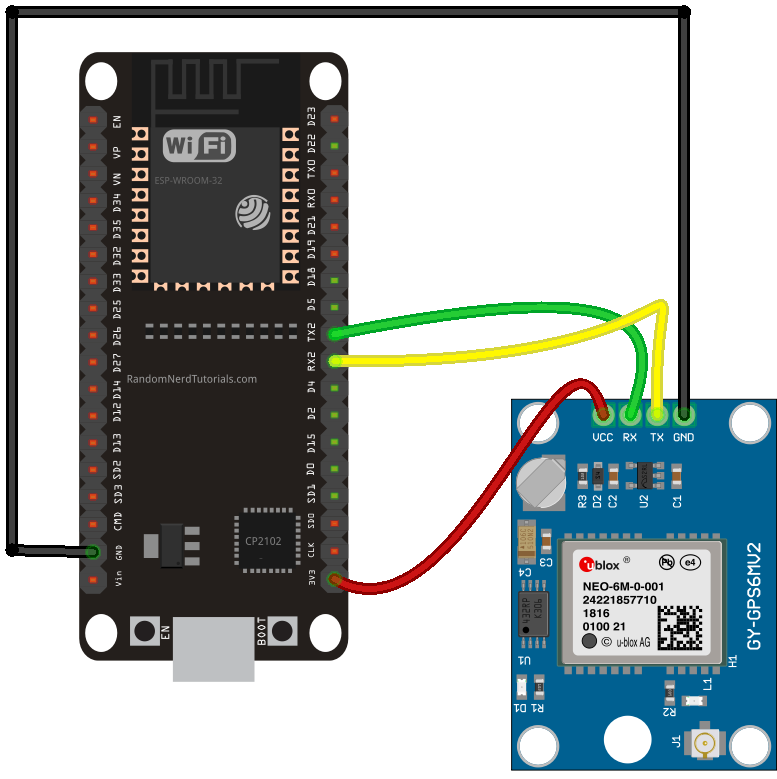 EN
VP
VN
D34
D35
D32
D33
D25
D26
D27
D14
D12
D13
SD2
SD3
CMD
GND
Vin
WiFi
ESP-WROOM-32
RandomNerdTutorials.com
CP2102
EN
BOOT
D23
D22
TX0
RX0
D21
D19
D18
D5
TX2
RX2
D4
D2
D15
D0
SD1
SD0
CLK
3V3
VCC RX TX GND
R3 D2 C2 U2 C1
C4
C3
U1
432RP
K306
D1 R1
ublox ® Pb e4
NEO-6M-0-001
24221857710
1816
0100 21
© u-blox AG
GY-GPS6MV2
H1
L1
R2
J1